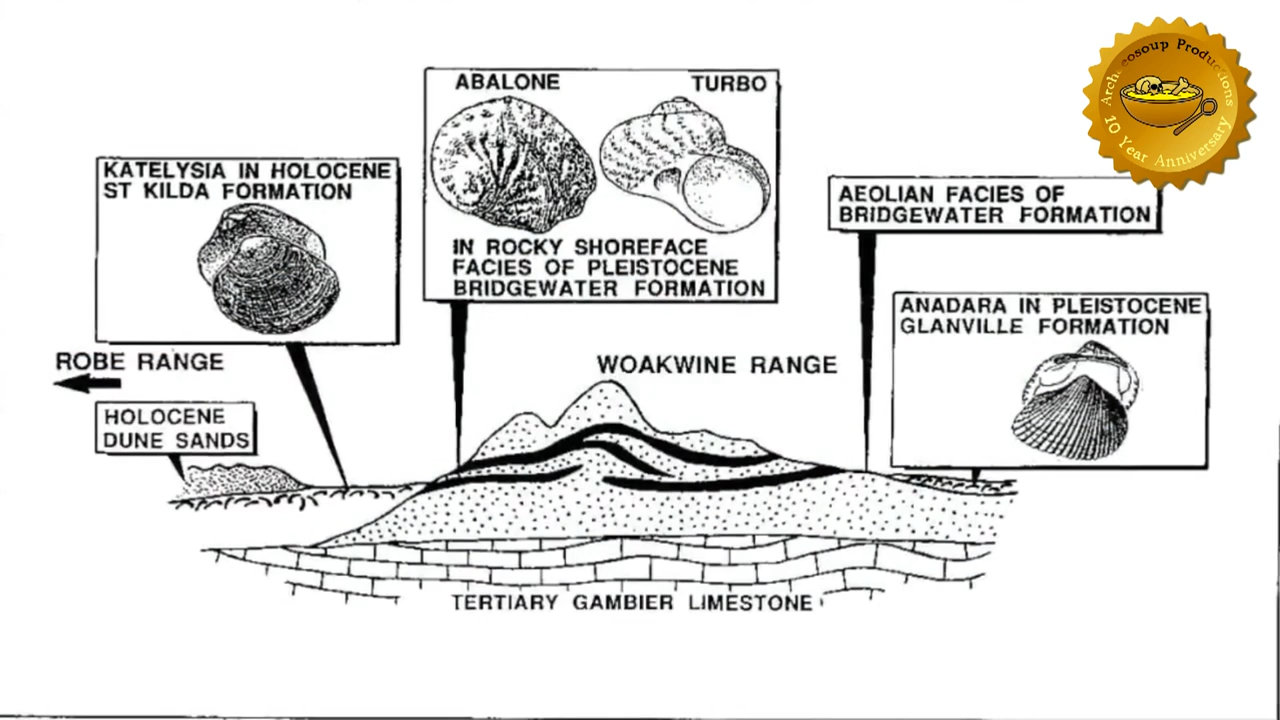 ABALONE TURBO
IN ROCKY SHOREFACE
FACIES OF PLEISTOCENE
BRIDGEWATER FORMATION
KATELYSIA IN HOLOCENE
ST KILDA FORMATION
AEOLIAN FACIES OF
BRIDGEWATER FORMATION
ANADARA IN PLEISTOCENE
GLANVILLE FORMATION
ROBE RANGE
WOAKWINE RANGE
HOLOCENE
DUNE SANDS
TERTIARY GAMBIER LIMESTONE
Archaeosoup Productions
10 Year Anniversary